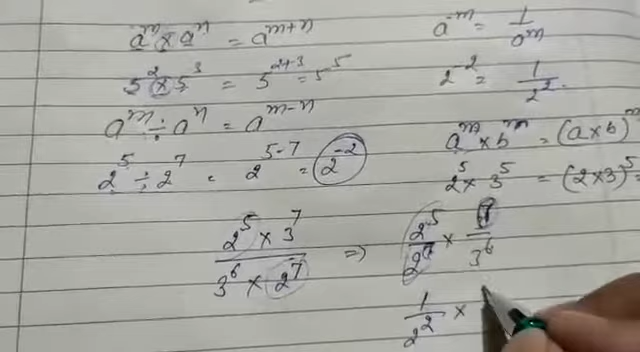 a^m × a^n = a^(m+n)
5^2 × 5^3 = 5^(2+3) = 5^5
a^m ÷ a^n = a^(m-n)
2^5 ÷ 2^7 = 2^(5-7) = 2^(-2)
a^(-m) = 1/a^m
2^(-2) = 1/2^2
a^m × b^m = (a×b)^m
2^5 × 3^5 = (2×3)^5 =
(2^5 × 3^7)/(3^6 × 2^7) ⇒ 2^5/2^7 × /3^6
1/2^2 ×